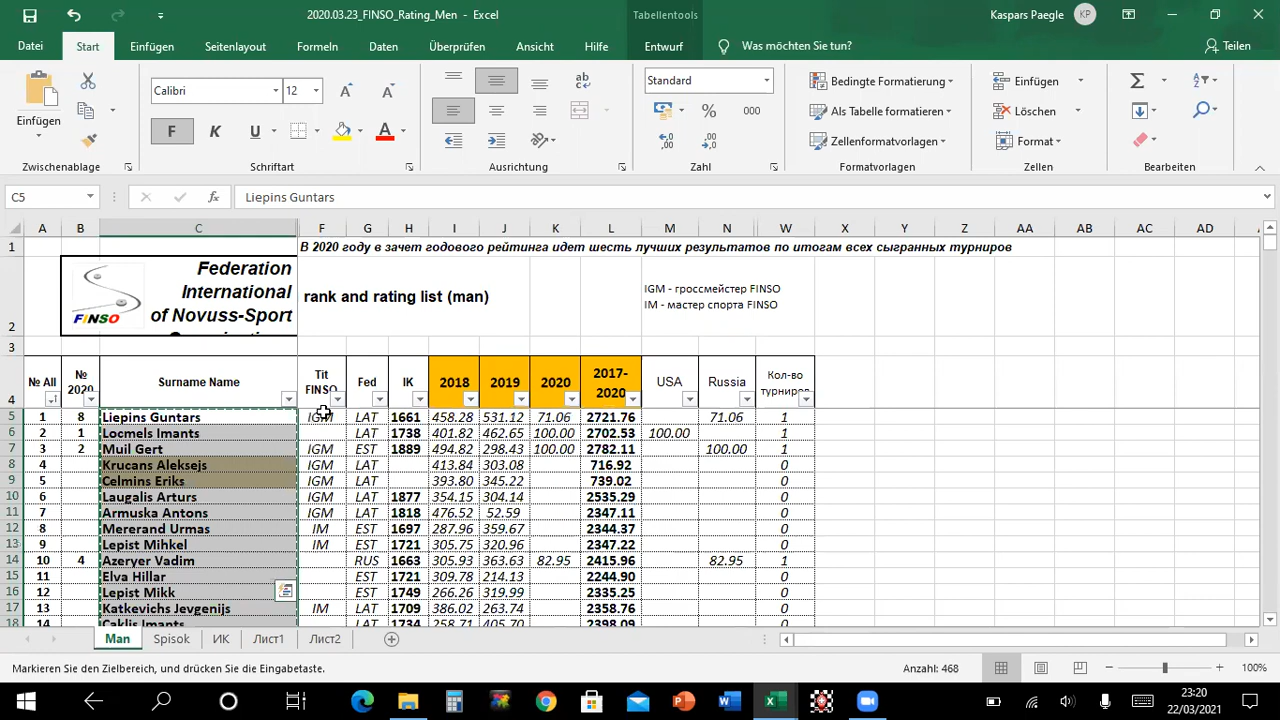 2020.03.23_FINSO_Rating_Men - Excel
Tabellentools
Kaspars Paegle KP
Datei Start Einfügen Seitenlayout Formeln Daten Überprüfen Ansicht Hilfe Entwurf Was möchten Sie tun? Teilen
Einfügen
Calibri 12
F K U
Standard
% 000
Bedingte Formatierung
Als Tabelle formatieren
Zellenformatvorlagen
Einfügen
Löschen
Format
Zwischenablage Schriftart Ausrichtung Zahl Formatvorlagen Zellen Bearbeiten
C5 fx Liepins Guntars
A B C F G H I J K L M N W X Y Z AA AB AC AD
1 В 2020 году в зачет годового рейтинга идет шесть лучших результатов по итогам всех сыгранных турниров
Federation
International
of Novuss-Sport
FINSO
2 rank and rating list (man)
IGM - гроссмейстер FINSO
IM - мастер спорта FINSO
3
4 № All № 2020 Surname Name Tit FINSO Fed IK 2018 2019 2020 2017-2020 USA Russia Кол-во турниров
5 1 8 Liepins Guntars IGM LAT 1661 458.28 531.12 71.06 2721.76 71.06 1
6 2 1 Locmels Imants LAT 1738 401.82 462.65 100.00 2702.53 100.00 1
7 3 2 Muil Gert IGM EST 1889 494.82 298.43 100.00 2782.11 100.00 1
8 4 Krucans Aleksejs IGM LAT 413.84 303.08 716.92 0
9 5 Celmins Eriks IGM LAT 393.80 345.22 739.02 0
10 6 Laugalis Arturs IGM LAT 1877 354.15 304.14 2535.29 0
11 7 Armuska Antons IGM LAT 1818 476.52 52.59 2347.11 0
12 8 Mererand Urmas IM EST 1697 287.96 359.67 2344.37 0
13 9 Lepist Mihkel IM EST 1721 305.75 320.96 2347.22 0
14 10 4 Azeryer Vadim RUS 1663 305.93 363.63 82.95 2415.96 82.95 1
15 11 Elva Hillar EST 1721 309.78 214.13 2244.90 0
16 12 Lepist Mikk EST 1749 266.26 319.99 2335.25 0
17 13 Katkevichs Jevgenijs IM LAT 1709 386.02 263.74 2358.76 0
18 14 Caklis Imants LAT 1734 258.71 405.70 2398.09 0
Man Spisok ИК Лист1 Лист2
Markieren Sie den Zielbereich, und drücken Sie die Eingabetaste. Anzahl: 468 100%
23:20
22/03/2021